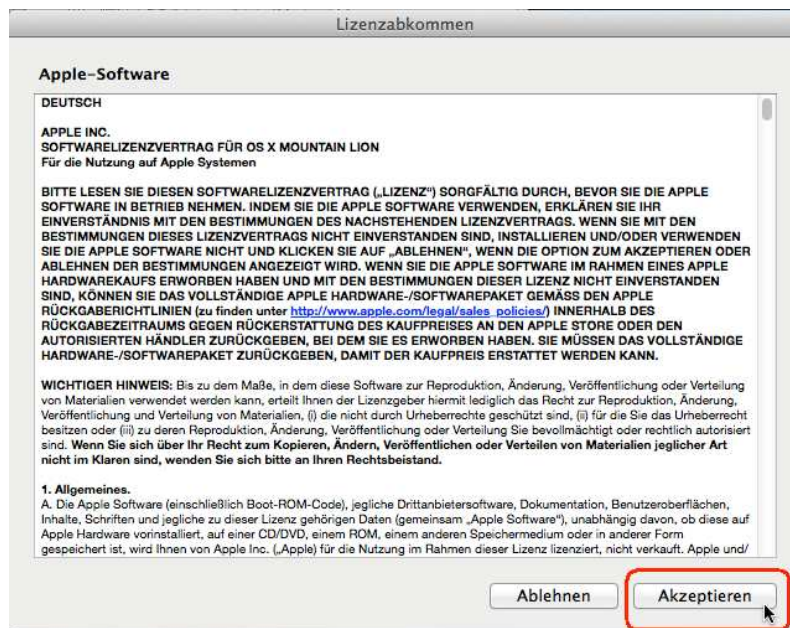 Lizenzabkommen
Apple-Software
DEUTSCH
APPLE INC.
SOFTWARELIZENZVERTRAG FÜR OS X MOUNTAIN LION
Für die Nutzung auf Apple Systemen
BITTE LESEN SIE DIESEN SOFTWARELIZENZVERTRAG („LIZENZ“) SORGFÄLTIG DURCH, BEVOR SIE DIE APPLE
SOFTWARE IN BETRIEB NEHMEN. INDEM SIE DIE APPLE SOFTWARE VERWENDEN, ERKLÄREN SIE IHR
EINVERSTÄNDNIS MIT DEN BESTIMMUNGEN DES NACHSTEHENDEN LIZENZVERTRAGS. WENN SIE MIT DEN
BESTIMMUNGEN DIESES LIZENZVERTRAGS NICHT EINVERSTANDEN SIND, INSTALLIEREN UND/ODER VERWENDEN
SIE DIE APPLE SOFTWARE NICHT UND KLICKEN SIE AUF „ABLEHNEN“, WENN DIE OPTION ZUM AKZEPTIEREN ODER
ABLEHNEN DER BESTIMMUNGEN ANGEZEIGT WIRD. WENN SIE DIE APPLE SOFTWARE IM RAHMEN EINES APPLE
HARDWAREKAUFS ERWORBEN HABEN UND MIT DEN BESTIMMUNGEN DIESER LIZENZ NICHT EINVERSTANDEN
SIND, KÖNNEN SIE DAS VOLLSTÄNDIGE APPLE HARDWARE-/SOFTWAREPAKET GEMÄSS DEN APPLE
RÜCKGABERICHTLINIEN (zu finden unter http://www.apple.com/legal/sales_policies/) INNERHALB DES
RÜCKGABEZEITRAUMS GEGEN RÜCKERSTATTUNG DES KAUFPREISES AN DEN APPLE STORE ODER DEN
AUTORISIERTEN HÄNDLER ZURÜCKGEBEN, BEI DEM SIE ES ERWORBEN HABEN. SIE MÜSSEN DAS VOLLSTÄNDIGE
HARDWARE-/SOFTWAREPAKET ZURÜCKGEBEN, DAMIT DER KAUFPREIS ERSTATTET WERDEN KANN.
WICHTIGER HINWEIS: Bis zu dem Maße, in dem diese Software zur Reproduktion, Änderung, Veröffentlichung oder Verteilung
von Materialien verwendet werden kann, erteilt Ihnen der Lizenzgeber hiermit lediglich das Recht zur Reproduktion, Änderung,
Veröffentlichung und Verteilung von Materialien, (i) die nicht durch Urheberrechte geschützt sind, (ii) für die Sie das Urheberrecht
besitzen oder (iii) zu deren Reproduktion, Änderung, Veröffentlichung oder Verteilung Sie bevollmächtigt oder rechtlich autorisiert
sind. Wenn Sie sich über Ihr Recht zum Kopieren, Ändern, Veröffentlichen oder Verteilen von Materialien jeglicher Art
nicht im Klaren sind, wenden Sie sich bitte an Ihren Rechtsbeistand.
1. Allgemeines.
A. Die Apple Software (einschließlich Boot-ROM-Code), jegliche Drittanbietersoftware, Dokumentation, Benutzeroberflächen,
Inhalte, Schriften und jegliche zu dieser Lizenz gehörigen Daten (gemeinsam „Apple Software“), unabhängig davon, ob diese auf
Apple Hardware vorinstalliert, auf einer CD/DVD, einem ROM, einem anderen Speichermedium oder in anderer Form
gespeichert ist, wird Ihnen von Apple Inc. („Apple) für die Nutzung im Rahmen dieser Lizenz lizenziert, nicht verkauft. Apple und/
Ablehnen
Akzeptieren